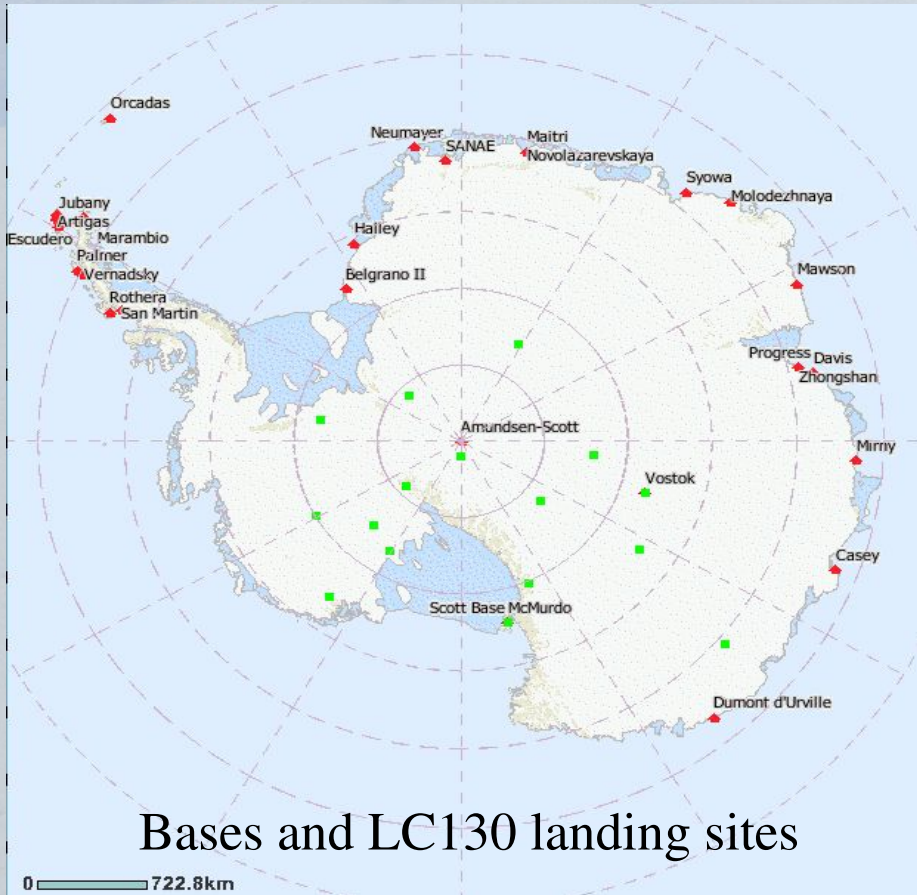 Orcadas
Neumayer
SANAE
Maitri
Novolazarevskaya
Syowa
Molodezhnaya
Jubany
Artigas
Escudero
Marambio
Palmer
Vernadsky
Halley
Belgrano II
Mawson
Rothera
San Martin
Progress
Davis
Zhongshan
Amundsen-Scott
Mirny
Vostok
Casey
Scott Base McMurdo
Dumont d'Urville
Bases and LC130 landing sites
0 722.8km